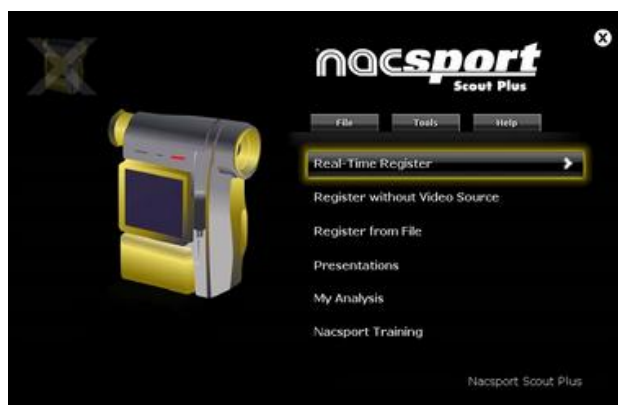 nacsport
Scout Plus
File Tools Help
Real-Time Register
Register without Video Source
Register from File
Presentations
My Analysis
Nacsport Training
Nacsport Scout Plus